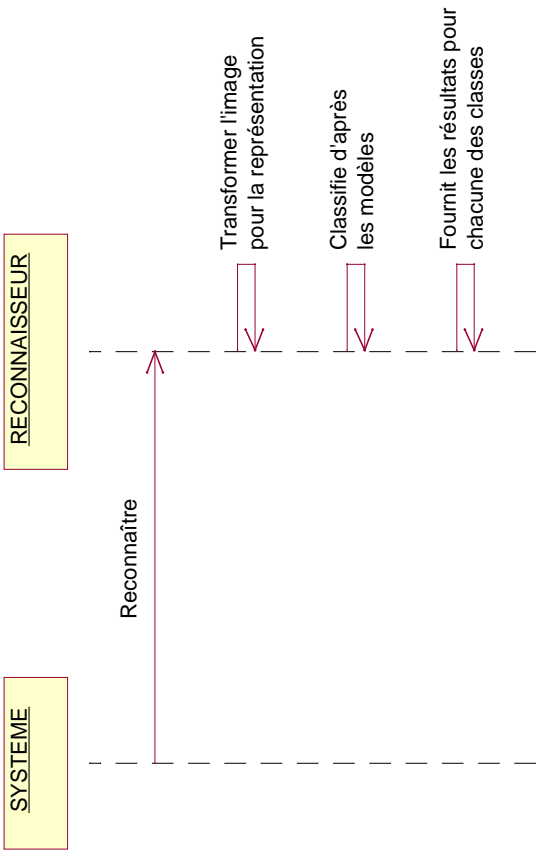 SYSTEME
RECONNAISSEUR
Reconnaître
Transformer l'image
pour la représentation
Classifie d'après
les modèles
Fournit les résultats pour
chacune des classes